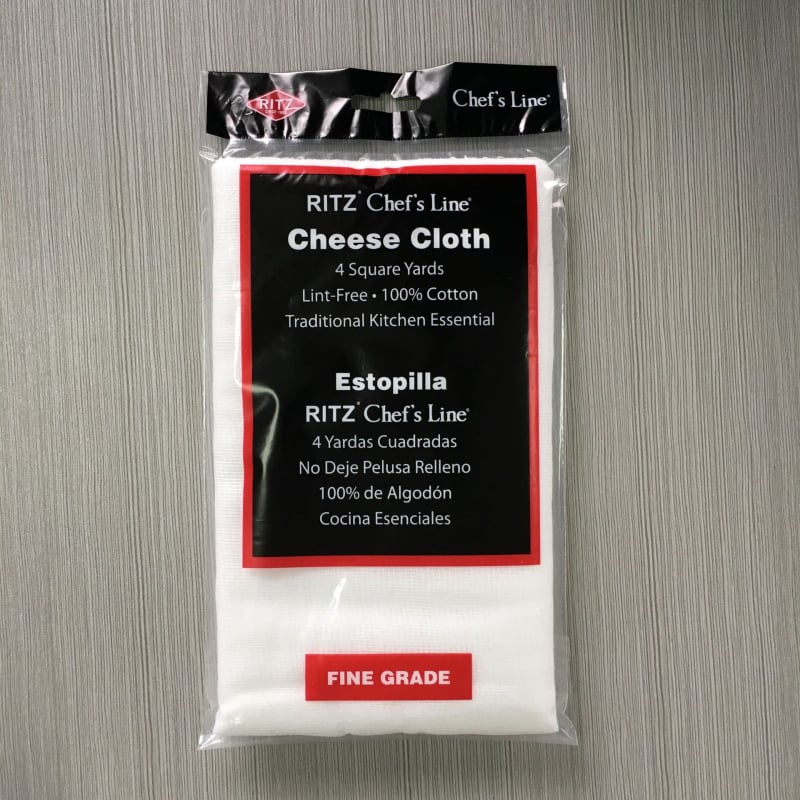 RITZ
Chef's Line®
RITZ® Chef's Line®
Cheese Cloth
4 Square Yards
Lint-Free • 100% Cotton
Traditional Kitchen Essential
Estopilla
RITZ® Chef's Line®
4 Yardas Cuadradas
No Deje Pelusa Relleno
100% de Algodón
Cocina Esenciales
FINE GRADE